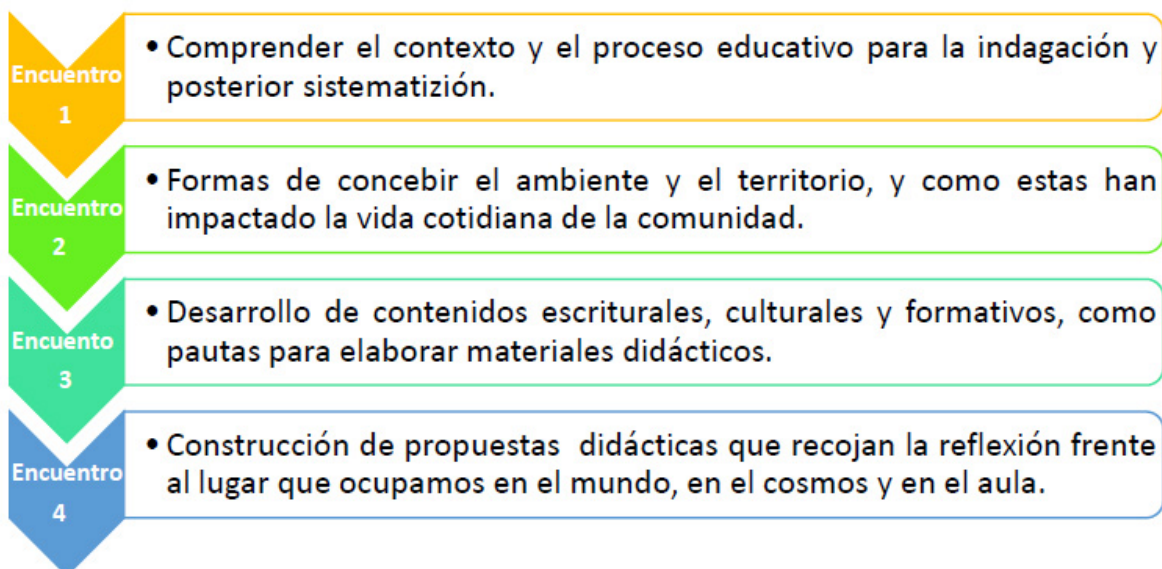 Encuentro
1
• Comprender el contexto y el proceso educativo para la indagación y
posterior sistematizión.
Encuentro
2
• Formas de concebir el ambiente y el territorio, y como estas han
impactado la vida cotidiana de la comunidad.
Encuento
3
• Desarrollo de contenidos escriturales, culturales y formativos, como
pautas para elaborar materiales didácticos.
Encuentro
4
• Construcción de propuestas didácticas que recojan la reflexión frente
al lugar que ocupamos en el mundo, en el cosmos y en el aula.